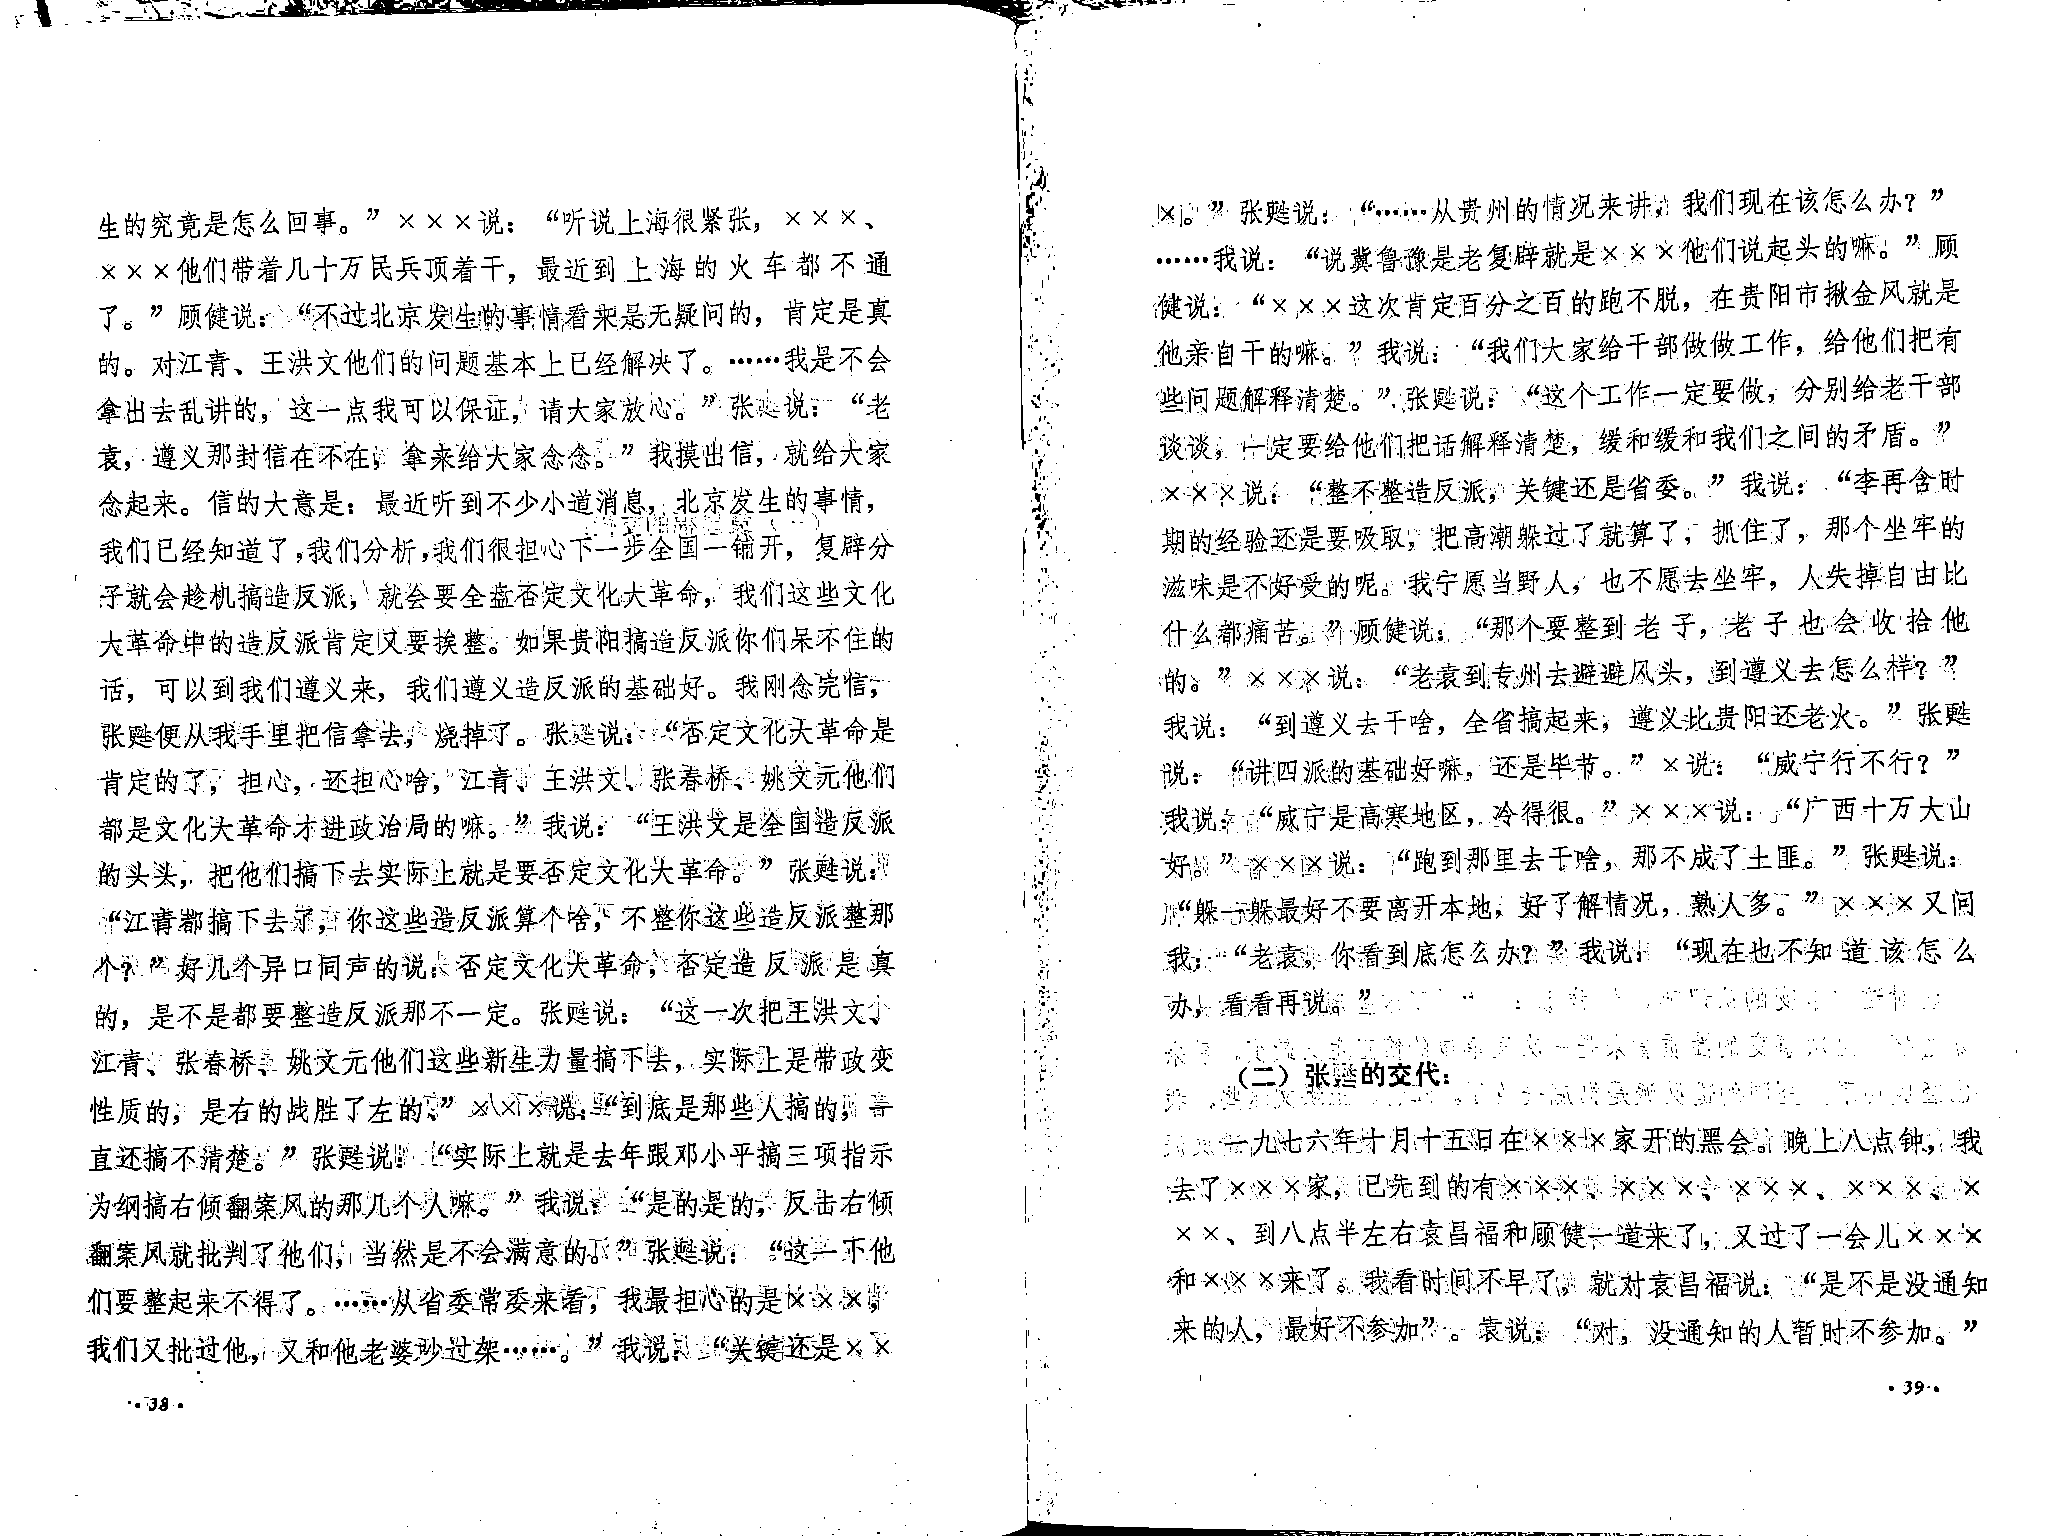 生的究竟是怎么回事。”×××说：“听说上海很紧张，×××、
×××他们带着几十万民兵顶着干，最近到上海的火车都不通
了。”顾健说：“不过北京发生的事情看来是无疑问的，肯定是真
的。对江青、王洪文他们的问题基本上已经解决了。……我是不会
拿出去乱讲的，这一点我可以保证，请大家放心。”张甦说：“老
袁，遵义那封信在不在，拿来给大家念念。”我摸出信，就给大家
念起来。信的大意是：最近听到不少小道消息，北京发生的事情，
我们已经知道了，我们分析，我们很担心下一步全国一铺开，复辟分
子就会趁机搞造反派，就会要全盘否定文化大革命，我们这些文化
大革命中的造反派肯定又要挨整。如果贵阳搞造反派你们呆不住的
话，可以到我们遵义来，我们遵义造反派的基础好。我刚念完信，
张甦便从我手里把信拿去，烧掉了。张甦说：“否定文化大革命是
肯定的了，担心，还担心啥，江青、王洪文、张春桥、姚文元他们
都是文化大革命才进政治局的嘛。”我说：“王洪文是全国造反派
的头头，把他们搞下去实际上就是要否定文化大革命。”张甦说：
“江青都搞下去了，你这些造反派算个啥，不整你这些造反派整那
个？”好几个异口同声的说：否定文化大革命，否定造反派是真
的，是不是都要整造反派那不一定。张甦说：“这一次把王洪文、
江青、张春桥、姚文元他们这些新生力量搞下去，实际上是带政变
性质的，是右的战胜了左的。”×××说：“到底是那些人搞的，
直还搞不清楚。”张甦说：“实际上就是去年跟邓小平搞三项指示
为纲搞右倾翻案风的那几个人嘛。”我说：“是的是的，反击右倾
翻案风就批判了他们，当然是不会满意的。”张甦说：“这一下他
们要整起来不得了。……从省委常委来看，我最担心的是×××，
我们又批过他，又和他老婆吵过架……。”我说：“关键还是××
·38·
×。”张甦说：“……从贵州的情况来讲，我们现在该怎么办？”
……我说：“说冀鲁豫是老复辟就是×××他们说起头的嘛。”顾
健说：“×××这次肯定百分之百的跑不脱，在贵阳市揪金风就是
他亲自干的嘛。”我说：“我们大家给干部做做工作，给他们把有
些问题解释清楚。”张甦说：“这个工作一定要做，分别给老干部
谈谈，一定要给他们把话解释清楚，缓和缓和我们之间的矛盾。”
×××说：“整不整造反派，关键还是省委。”我说：“李再含时
期的经验还是要吸取，把高潮躲过了就算了，抓住了，那个坐牢的
滋味是不好受的呢。我宁愿当野人，也不愿去坐牢，人失掉自由比
什么都痛苦。”顾健说：“那个要整到老子，老子也会收拾他
的。”×××说：“老袁到专州去避避风头，到遵义去怎么样？”
我说：“到遵义去干啥，全省搞起来，遵义比贵阳还老火。”张甦
说：“讲四派的基础好嘛，还是毕节。”×说：“威宁行不行？”
我说：“威宁是高寒地区，冷得很。”×××说：“广西十万大山
好。”×××说：“跑到那里去干啥，那不成了土匪。”张甦说：
“躲一躲最好不要离开本地，好了解情况，熟人多。”×××又问
我：“老袁，你看到底怎么办？”我说：“现在也不知道该怎么
办，看看再说。”
（二）张甦的交代：
一九七六年十月十五日在×××家开的黑会。晚上八点钟，我
去了×××家，已先到的有×××、×××、×××、×××、×
××、到八点半左右袁昌福和顾健一道来了，又过了一会儿×××
和×××来了。我看时间不早了，就对袁昌福说：“是不是没通知
来的人，最好不参加”。袁说：“对，没通知的人暂时不参加。”
·39·